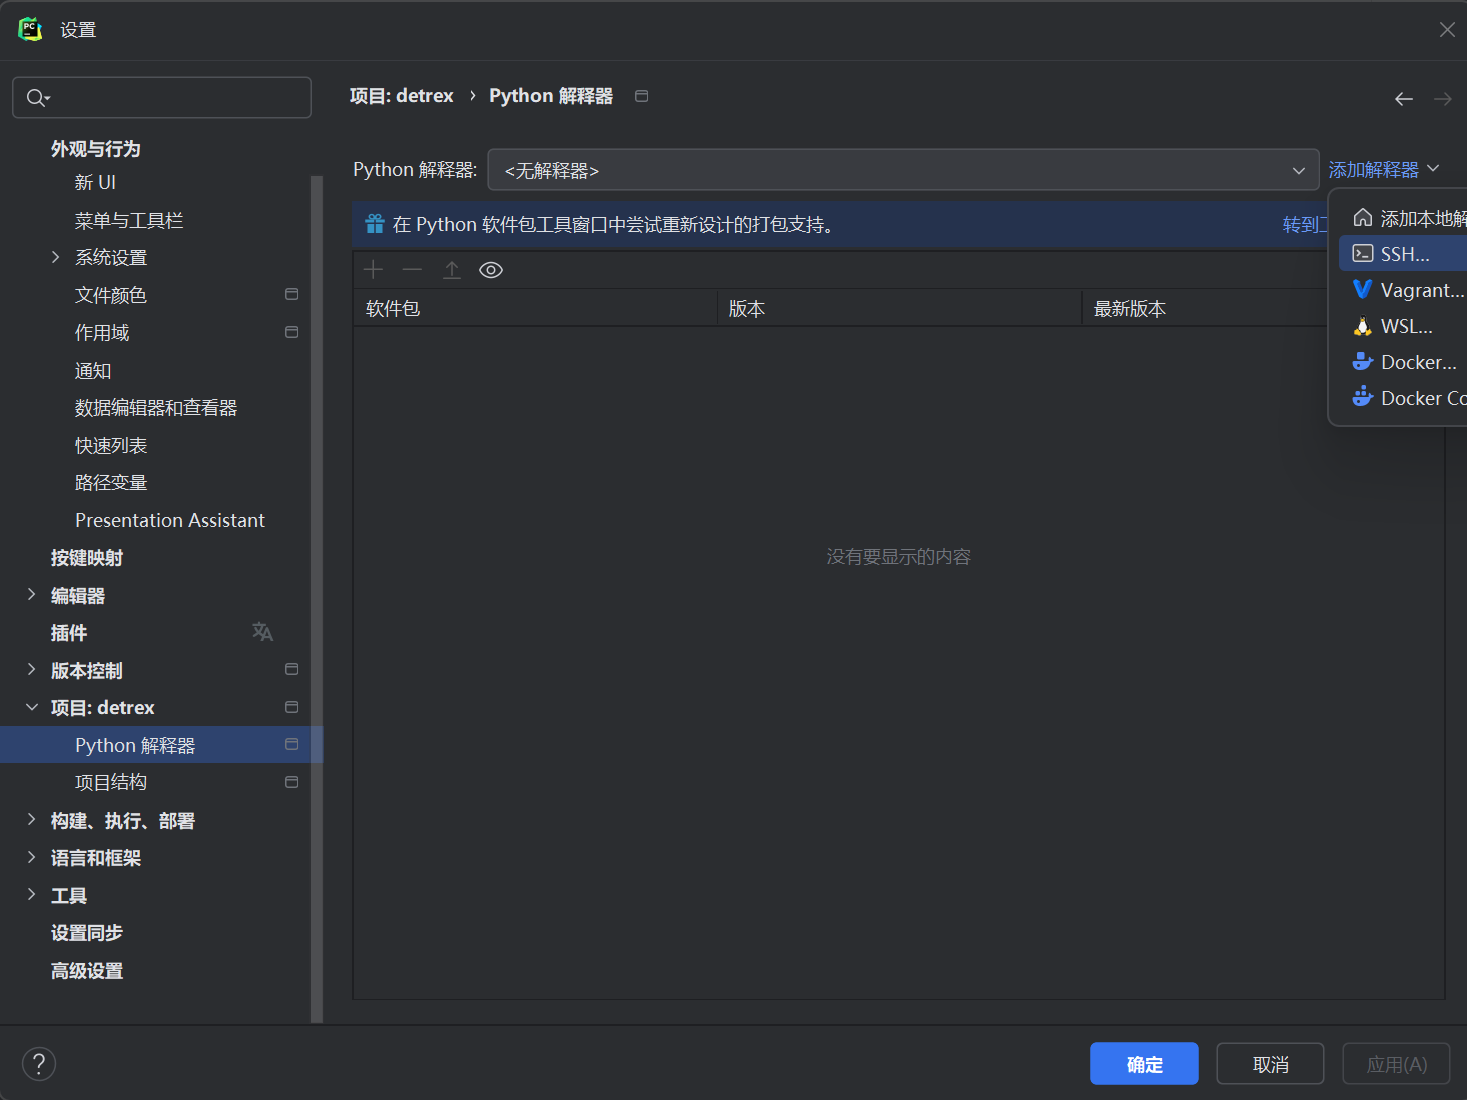 设置
项目: detrex › Python 解释器
外观与行为
新 UI
菜单与工具栏
系统设置
文件颜色
作用域
通知
数据编辑器和查看器
快速列表
路径变量
Presentation Assistant
按键映射
编辑器
插件
版本控制
项目: detrex
Python 解释器
项目结构
构建、执行、部署
语言和框架
工具
设置同步
高级设置
Python 解释器: <无解释器> 添加解释器
在 Python 软件包工具窗口中尝试重新设计的打包支持。 转到工
软件包 版本 最新版本
没有要显示的内容
添加本地解
SSH...
Vagrant...
WSL...
Docker...
Docker Co
? 确定 取消 应用(A)